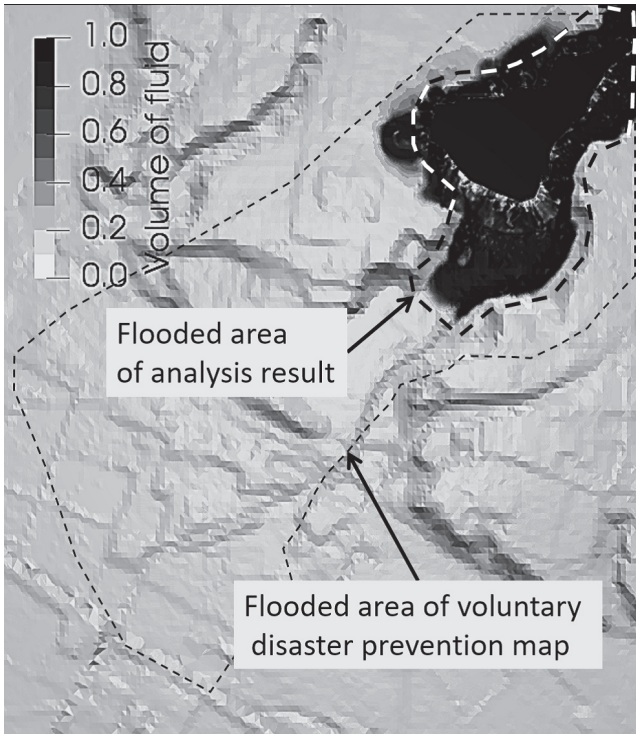 1.0
0.8
0.6
0.4
0.2
0.0
Volume of fluid
Flooded area
of analysis result
Flooded area of voluntary
disaster prevention map